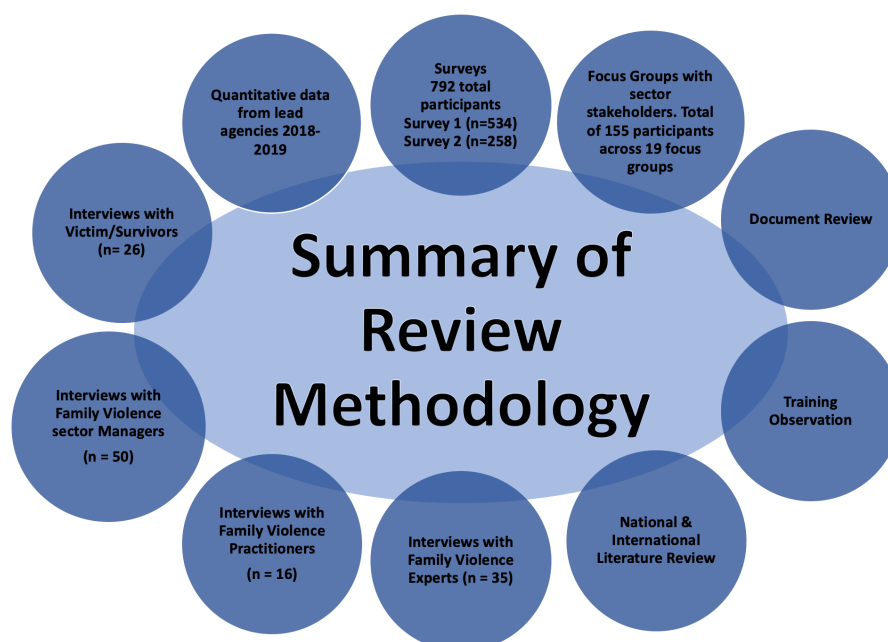 Summary of
Review
Methodology
Surveys
792 total
participants
Survey 1 (n=534)
Survey 2 (n=258)
Focus Groups with
sector
stakeholders. Total
of 155 participants
across 19 focus
groups
Document Review
Training
Observation
National &
International
Literature Review
Interviews with
Family Violence
Experts (n = 35)
Interviews with
Family Violence
Practitioners
(n = 16)
Interviews with
Family Violence
sector Managers
(n = 50)
Interviews with
Victim/Survivors
(n= 26)
Quantitative data
from lead
agencies 2018-
2019